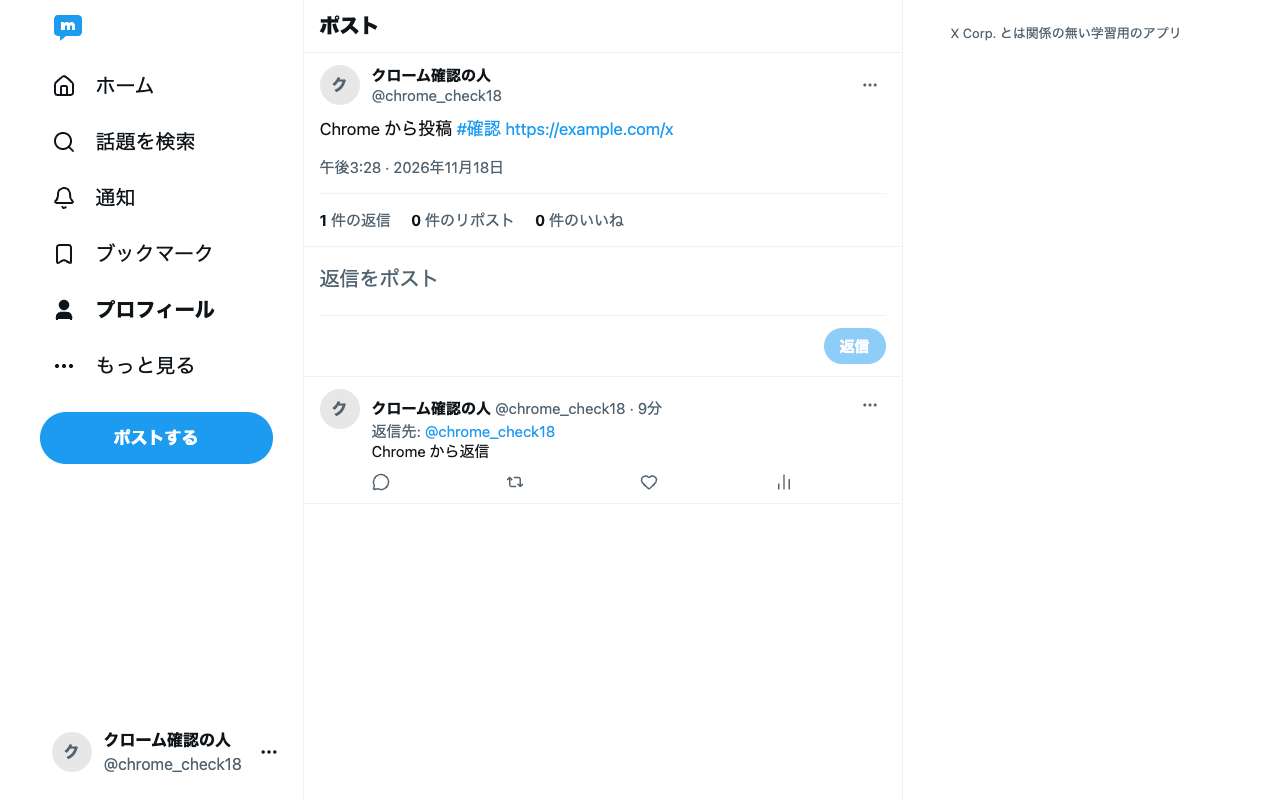 m
ホーム
話題を検索
通知
ブックマーク
プロフィール
もっと見る
ポストする
ク
クローム確認の人
@chrome_check18
ポスト
ク
クローム確認の人
@chrome_check18
Chrome から投稿 #確認 https://example.com/x
午後3:28 · 2026年11月18日
1 件の返信 0 件のリポスト 0 件のいいね
返信をポスト
返信
ク
クローム確認の人 @chrome_check18 · 9分
返信先: @chrome_check18
Chrome から返信
X Corp. とは関係の無い学習用のアプリ